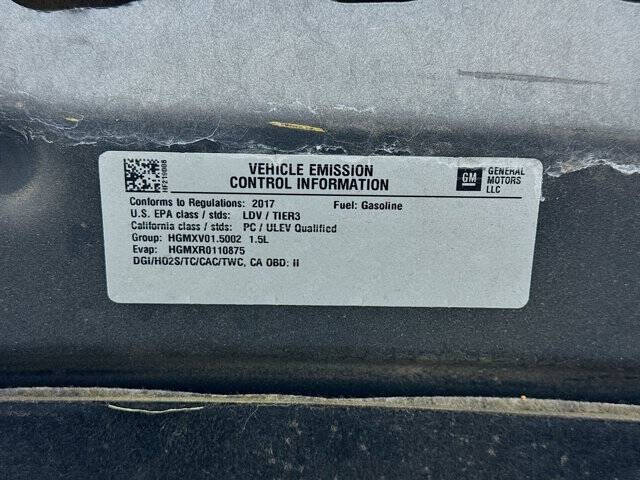 VEHICLE EMISSION
CONTROL INFORMATION
GM
GENERAL
MOTORS
LLC
Conforms to Regulations: 2017 Fuel: Gasoline
U.S. EPA class / stds: LDV / TIER3
California class / stds: PC / ULEV Qualified
Group: HGMXV01.5002 1.5L
Evap: HGMXR0110875
DGI/HO2S/TC/CAC/TWC, CA OBD: II